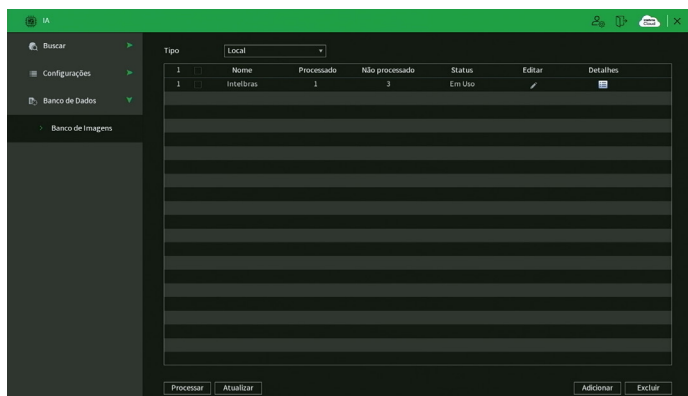 IA
Buscar
Configurações
Banco de Dados
Banco de Imagens
Tipo Local
1 Nome Processado Não processado Status Editar Detalhes
1 Intelbras 1 3 Em Uso
Processar Atualizar Adicionar Excluir